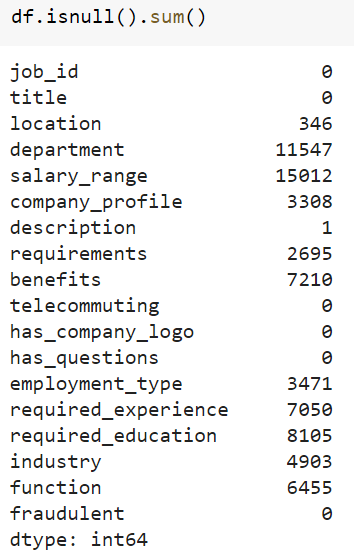 df.isnull().sum()
job_id 0
title 0
location 346
department 11547
salary_range 15012
company_profile 3308
description 1
requirements 2695
benefits 7210
telecommuting 0
has_company_logo 0
has_questions 0
employment_type 3471
required_experience 7050
required_education 8105
industry 4903
function 6455
fraudulent 0
dtype: int64